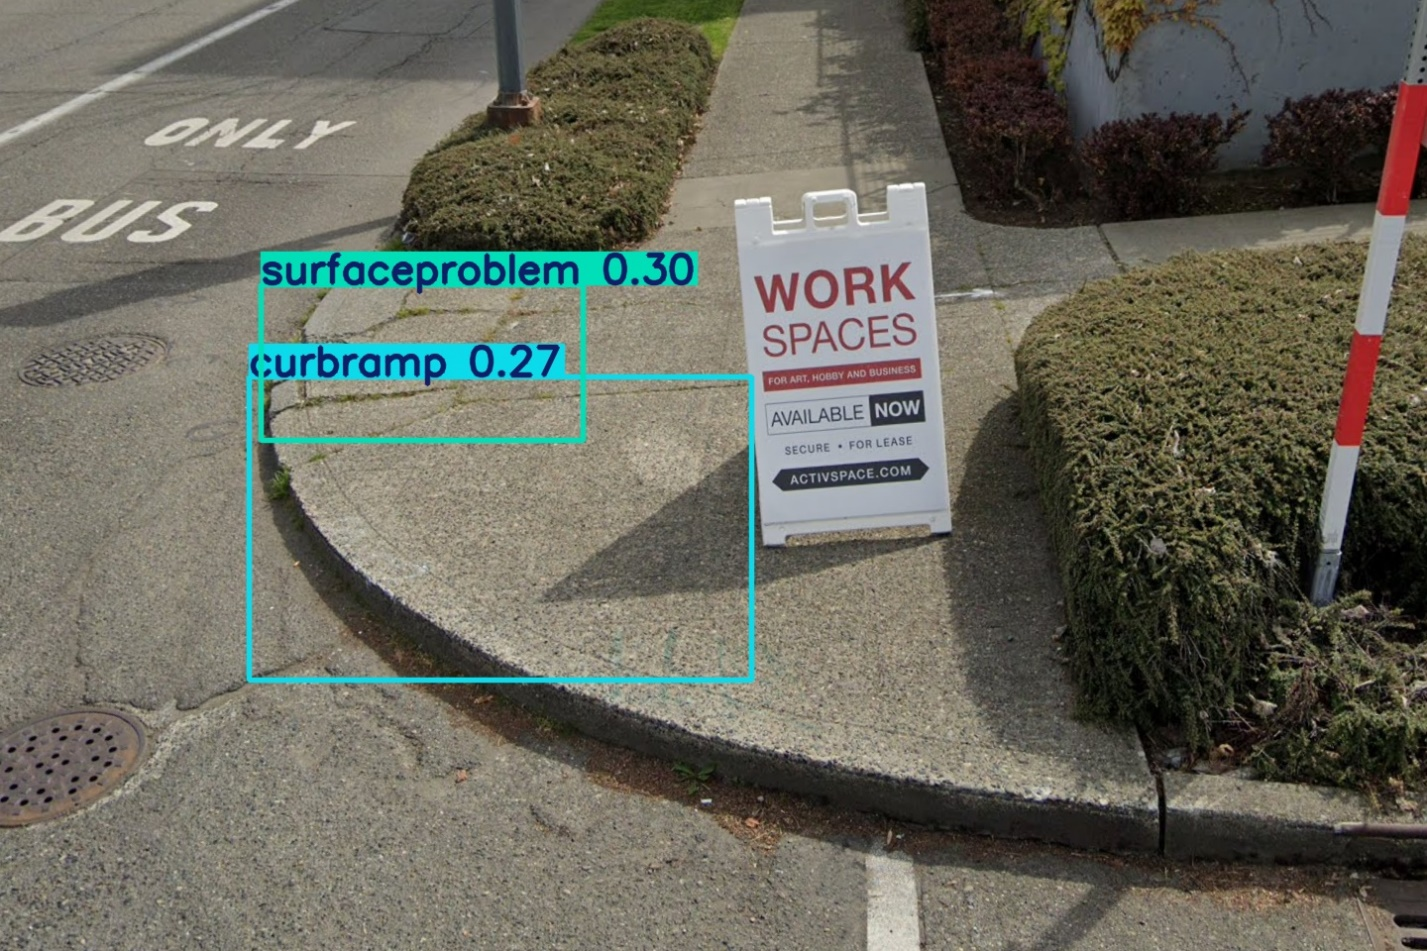 ONLY
BUS
surfaceproblem 0.30
curbramp 0.27
WORK
SPACES
FOR ART, HOBBY AND BUSINESS
AVAILABLE NOW
SECURE • FOR LEASE
ACTIVSPACE.COM